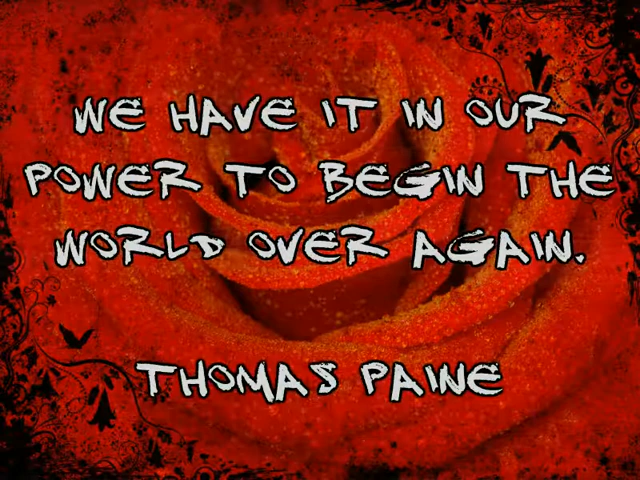 WE HAVE IT IN OUR
POWER TO BEGIN THE
WORLD OVER AGAIN.
THOMAS PAINE